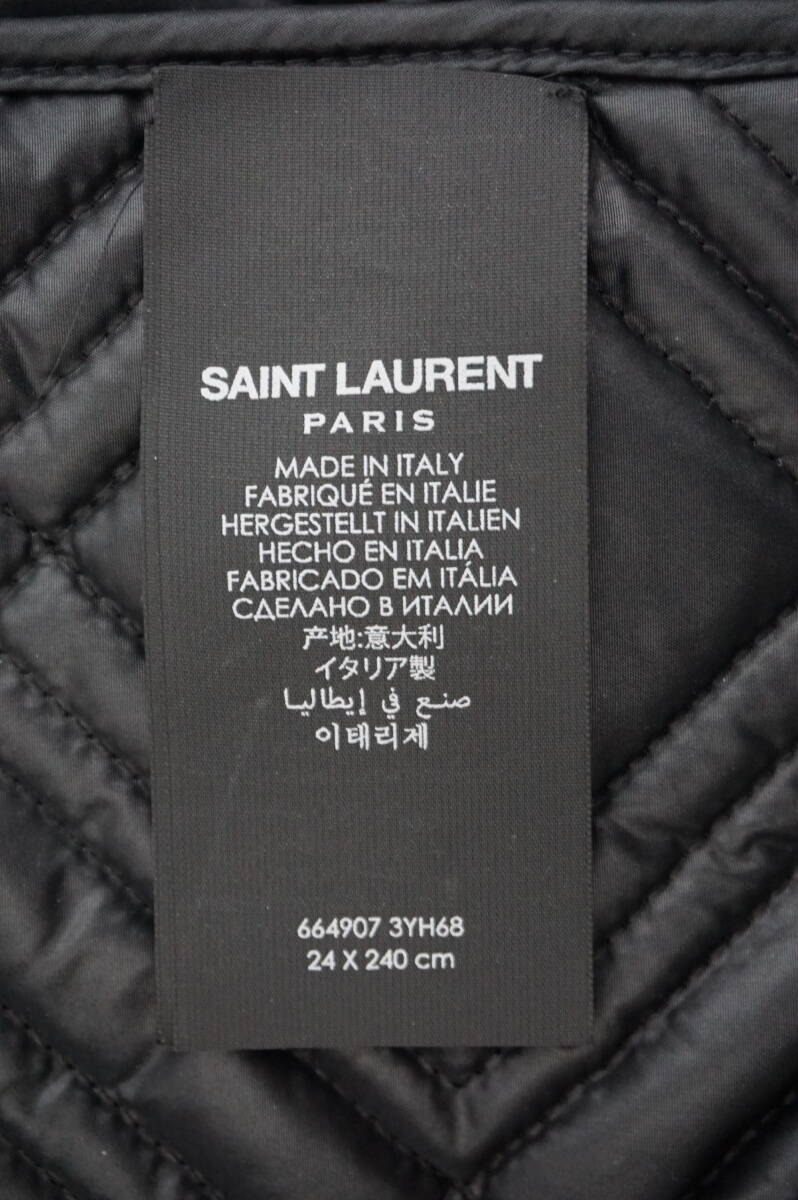 SAINT LAURENT
PARIS
MADE IN ITALY
FABRIQUÉ EN ITALIE
HERGESTELLT IN ITALIEN
HECHO EN ITALIA
FABRICADO EM ITÁLIA
СДЕЛАНО В ИТАЛИИ
产地:意大利
イタリア製
صنع في إيطاليا
이태리제
664907 3YH68
24 X 240 cm